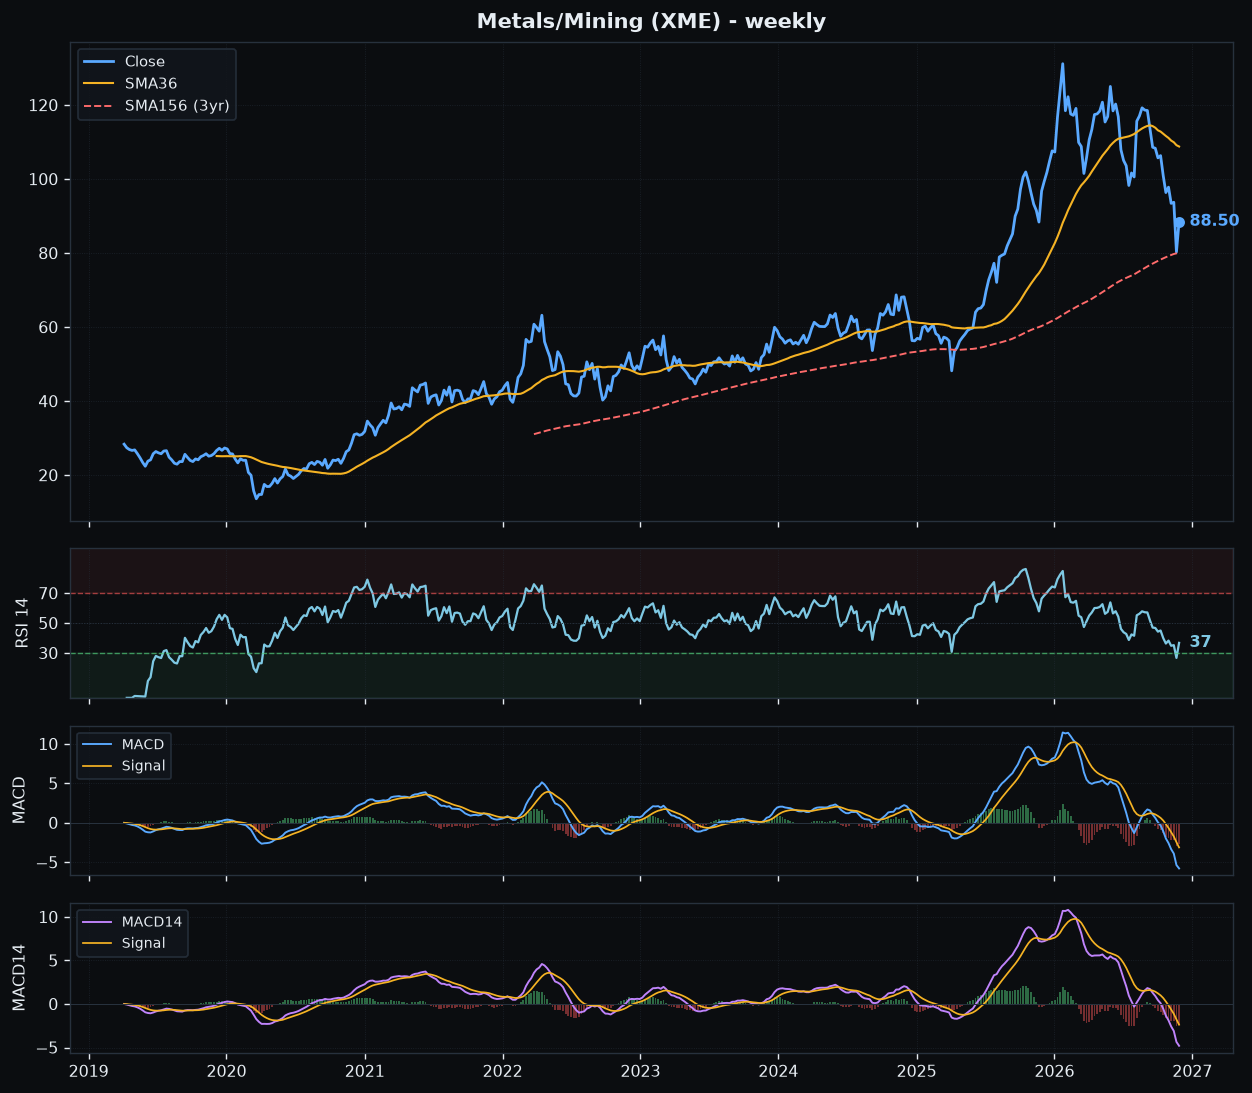 Metals/Mining (XME) - weekly
Close
SMA36
SMA156 (3yr)
120
100
80
60
40
20
88.50
RSI 14
70
50
30
37
MACD
MACD
Signal
10
5
0
−5
MACD14
MACD14
Signal
10
5
0
−5
2019 2020 2021 2022 2023 2024 2025 2026 2027